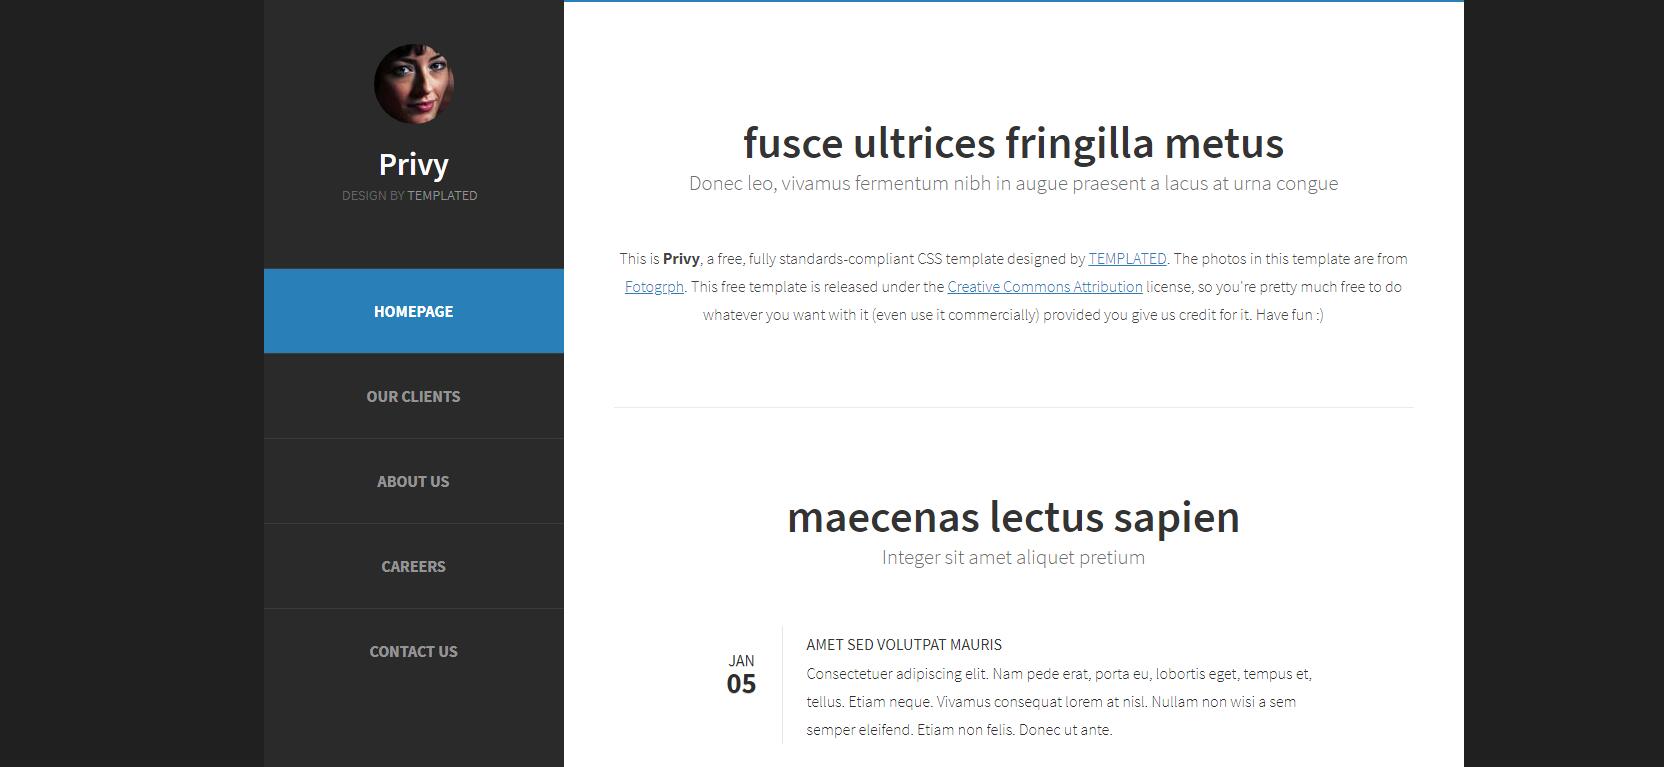 Privy
DESIGN BY TEMPLATED
HOMEPAGE
OUR CLIENTS
ABOUT US
CAREERS
CONTACT US
fusce ultrices fringilla metus
Donec leo, vivamus fermentum nibh in augue praesent a lacus at urna congue
This is Privy, a free, fully standards-compliant CSS template designed by TEMPLATED. The photos in this template are from
Fotogrph. This free template is released under the Creative Commons Attribution license, so you're pretty much free to do
whatever you want with it (even use it commercially) provided you give us credit for it. Have fun :)
maecenas lectus sapien
Integer sit amet aliquet pretium
JAN
05
AMET SED VOLUTPAT MAURIS
Consectetuer adipiscing elit. Nam pede erat, porta eu, lobortis eget, tempus et,
tellus. Etiam neque. Vivamus consequat lorem at nisl. Nullam non wisi a sem
semper eleifend. Etiam non felis. Donec ut ante.